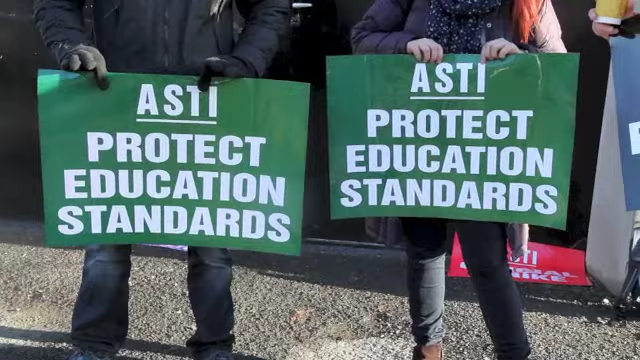 ASTI
PROTECT
EDUCATION
STANDARDS
ASTI
PROTECT
EDUCATION
STANDARDS